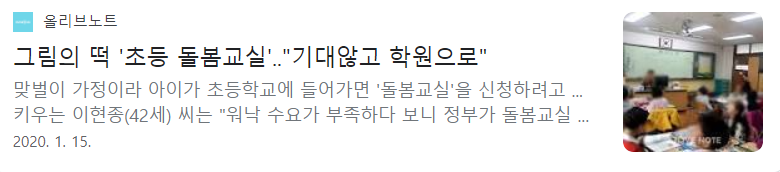 올리브노트
그림의 떡 '초등 돌봄교실'.."기대않고 학원으로"
맞벌이 가정이라 아이가 초등학교에 들어가면 '돌봄교실'을 신청하려고 ...
키우는 이현종(42세) 씨는 "워낙 수요가 부족하다 보니 정부가 돌봄교실 ...
2020. 1. 15.
OLIVE NOTE